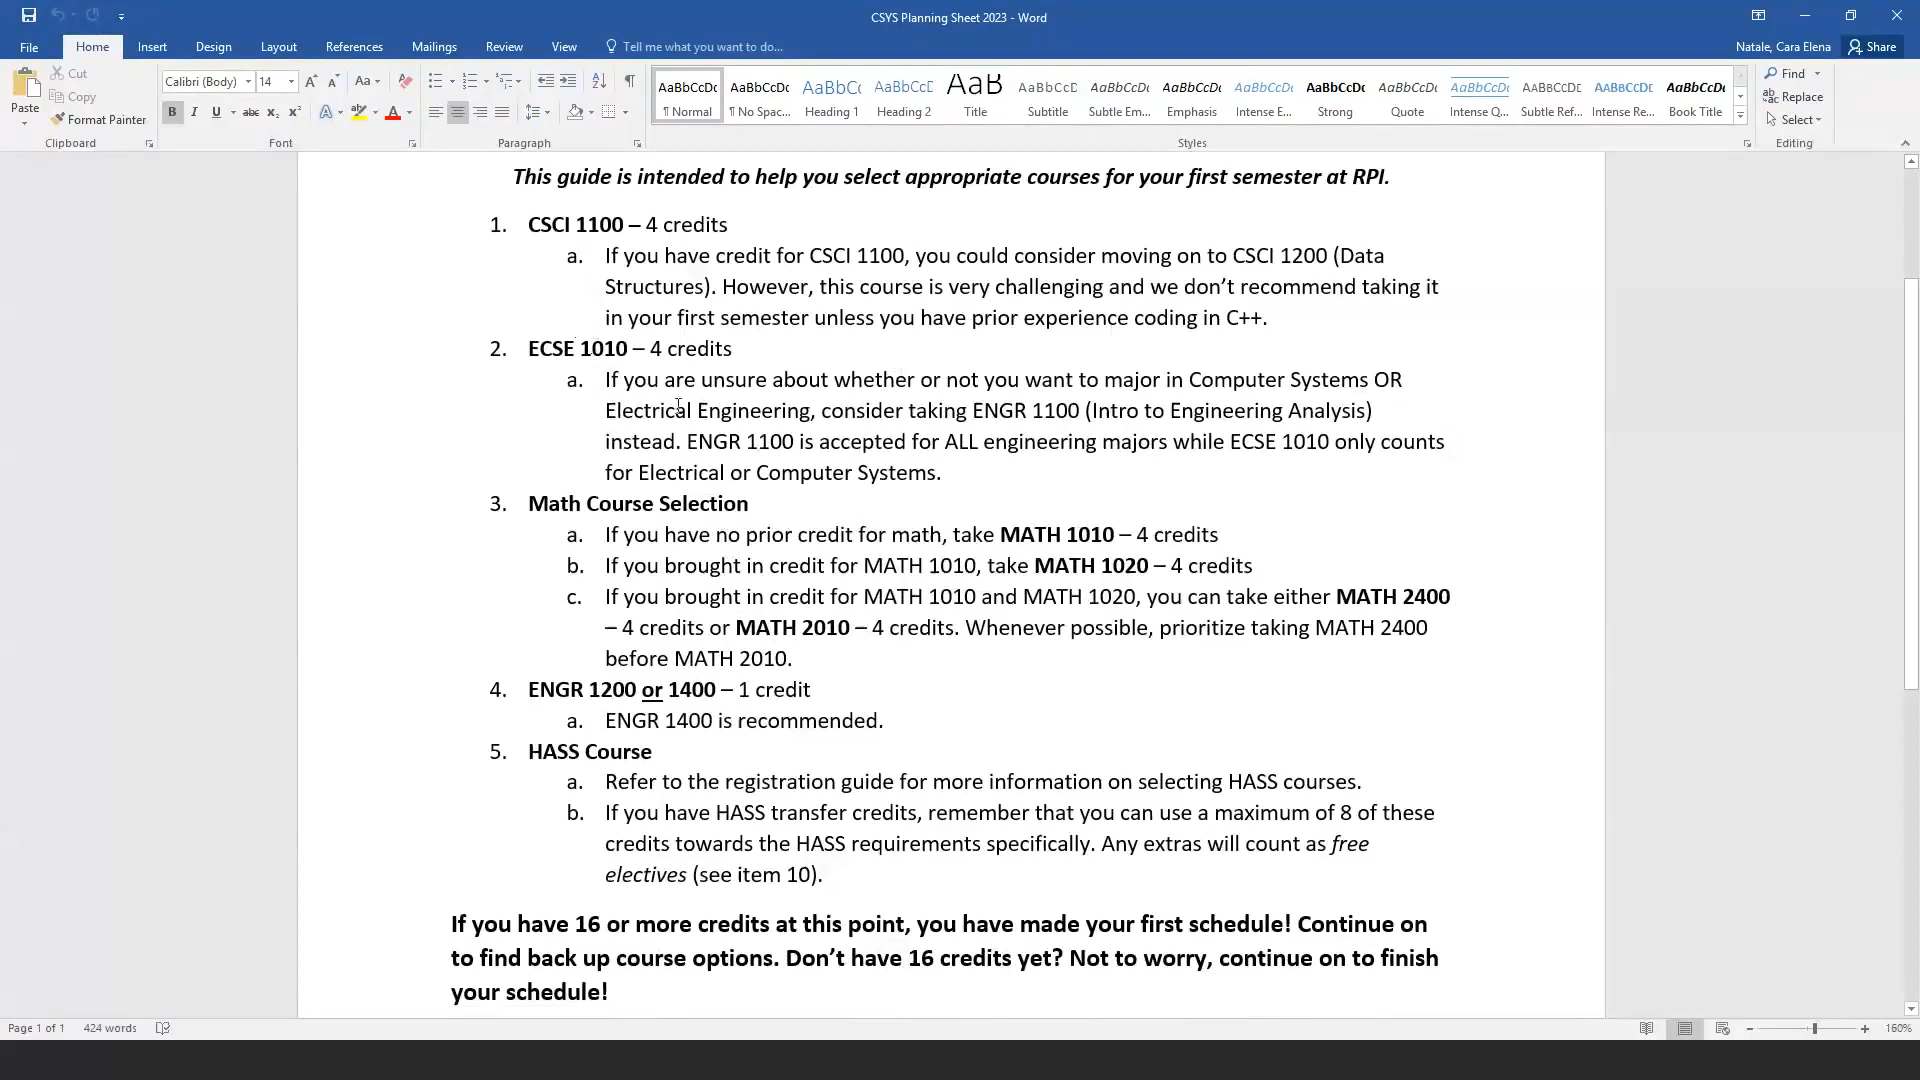 CSYS Planning Sheet 2023 - Word
File Home Insert Design Layout References Mailings Review View Tell me what you want to do... Natale, Cara Elena Share
Cut
Copy
Format Painter
Paste
Clipboard
Calibri (Body) 14
Font
Paragraph
AaBbCcDc AaBbCcDc AaBbCc AaBbCcD AaB AaBbCcD AaBbCcDc AaBbCcDc AaBbCcDc AaBbCcDc AaBbCcDc AaBbCcDc AABBCCDC AABBCCDC AaBbCcDc
¶ Normal ¶ No Spac... Heading 1 Heading 2 Title Subtitle Subtle Em... Emphasis Intense E... Strong Quote Intense Q... Subtle Ref... Intense Re... Book Title
Styles
Find
Replace
Select
Editing
This guide is intended to help you select appropriate courses for your first semester at RPI.
1. CSCI 1100 – 4 credits
a. If you have credit for CSCI 1100, you could consider moving on to CSCI 1200 (Data
Structures). However, this course is very challenging and we don’t recommend taking it
in your first semester unless you have prior experience coding in C++.
2. ECSE 1010 – 4 credits
a. If you are unsure about whether or not you want to major in Computer Systems OR
Electrical Engineering, consider taking ENGR 1100 (Intro to Engineering Analysis)
instead. ENGR 1100 is accepted for ALL engineering majors while ECSE 1010 only counts
for Electrical or Computer Systems.
3. Math Course Selection
a. If you have no prior credit for math, take MATH 1010 – 4 credits
b. If you brought in credit for MATH 1010, take MATH 1020 – 4 credits
c. If you brought in credit for MATH 1010 and MATH 1020, you can take either MATH 2400
– 4 credits or MATH 2010 – 4 credits. Whenever possible, prioritize taking MATH 2400
before MATH 2010.
4. ENGR 1200 or 1400 – 1 credit
a. ENGR 1400 is recommended.
5. HASS Course
a. Refer to the registration guide for more information on selecting HASS courses.
b. If you have HASS transfer credits, remember that you can use a maximum of 8 of these
credits towards the HASS requirements specifically. Any extras will count as free
electives (see item 10).
If you have 16 or more credits at this point, you have made your first schedule! Continue on
to find back up course options. Don’t have 16 credits yet? Not to worry, continue on to finish
your schedule!
Page 1 of 1 424 words 160%